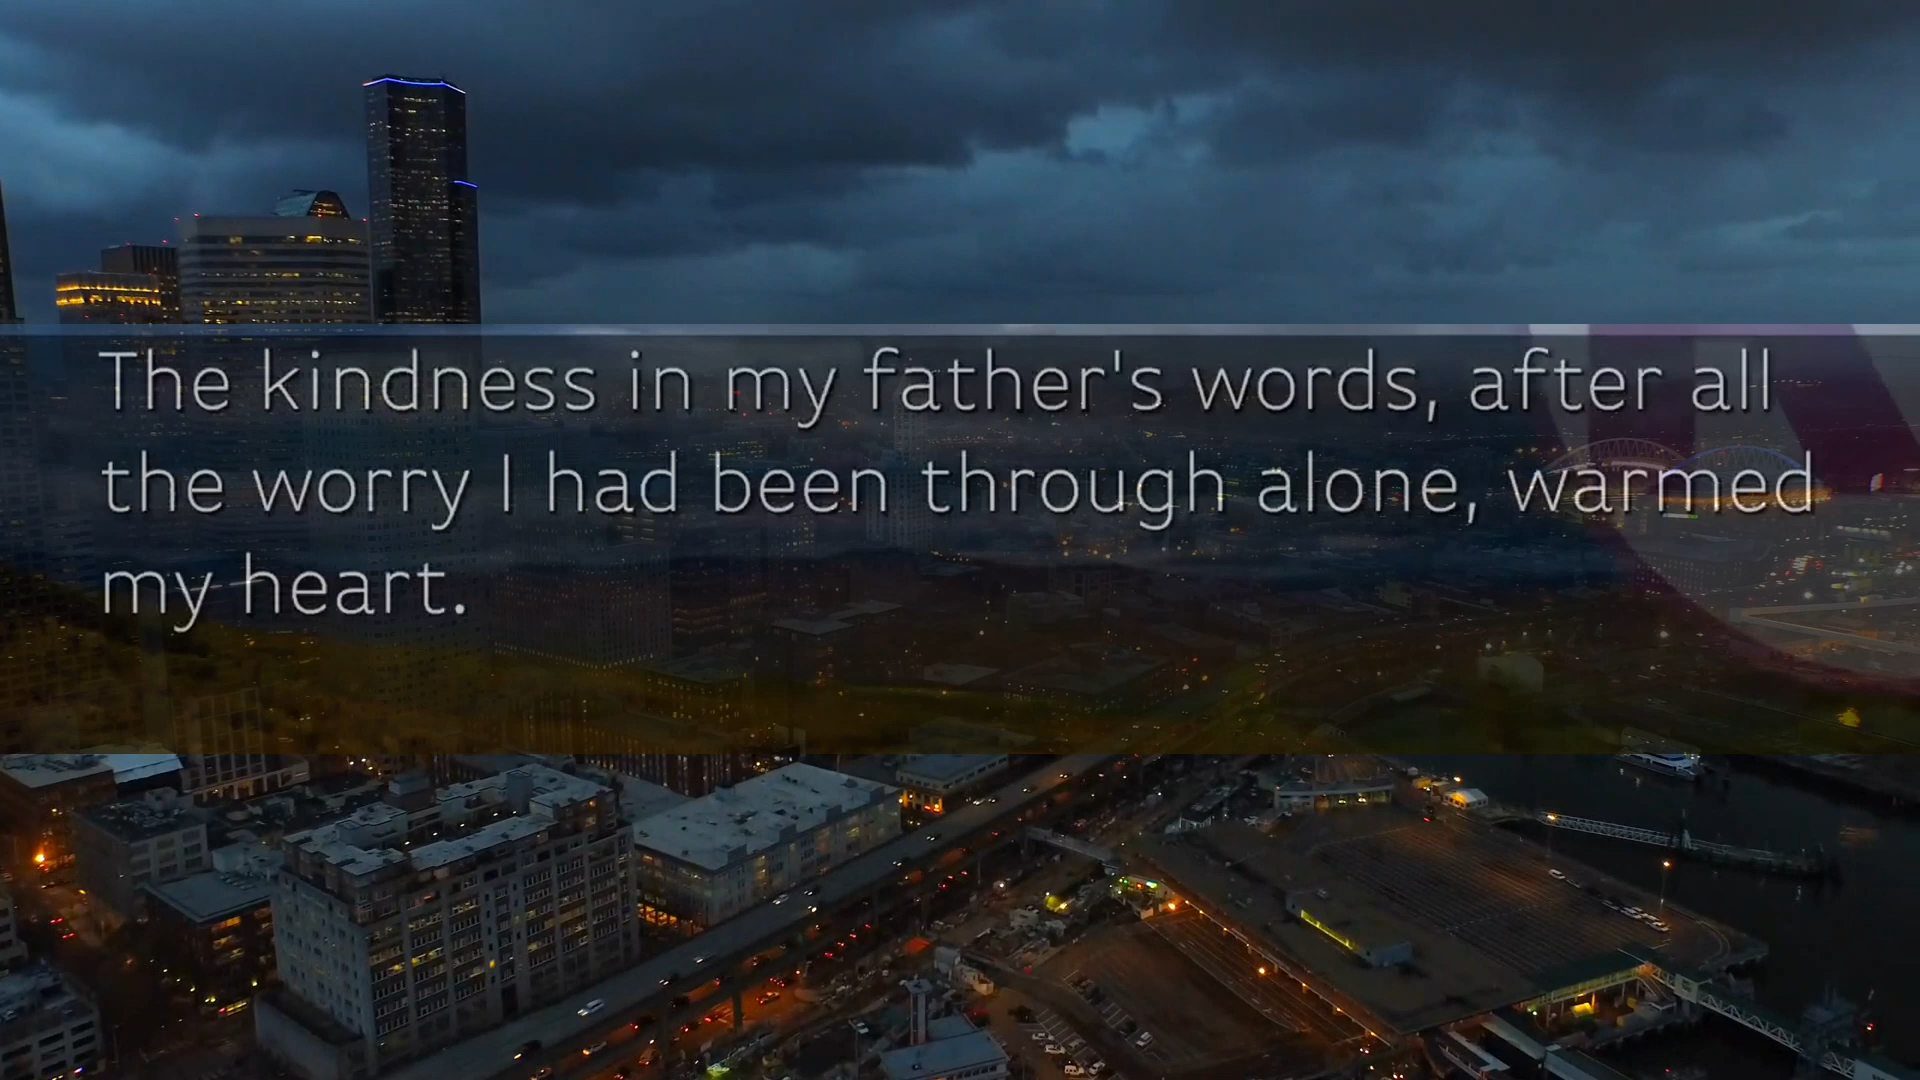 The kindness in my father's words, after all
the worry I had been through alone, warmed
my heart.